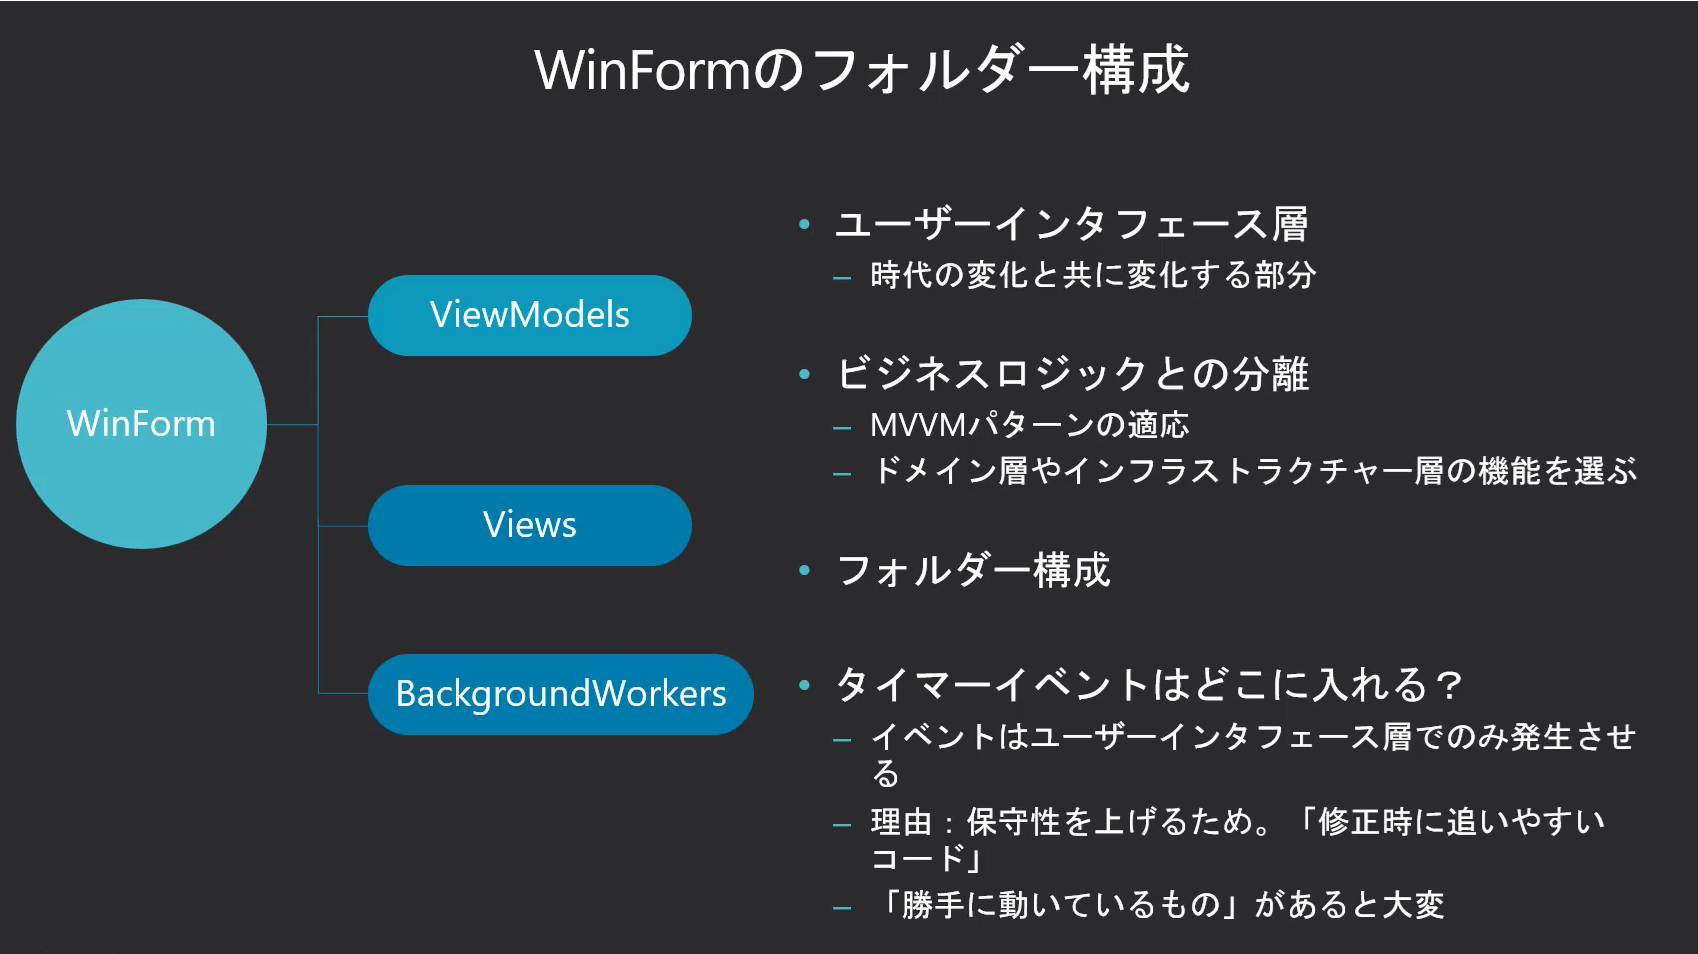 WinFormのフォルダー構成
WinForm
ViewModels
Views
BackgroundWorkers
• ユーザーインタフェース層
– 時代の変化と共に変化する部分
• ビジネスロジックとの分離
– MVVMパターンの適応
– ドメイン層やインフラストラクチャー層の機能を選ぶ
• フォルダー構成
• タイマーイベントはどこに入れる？
– イベントはユーザーインタフェース層でのみ発生させ
る
– 理由：保守性を上げるため。「修正時に追いやすい
コード」
– 「勝手に動いているもの」があると大変